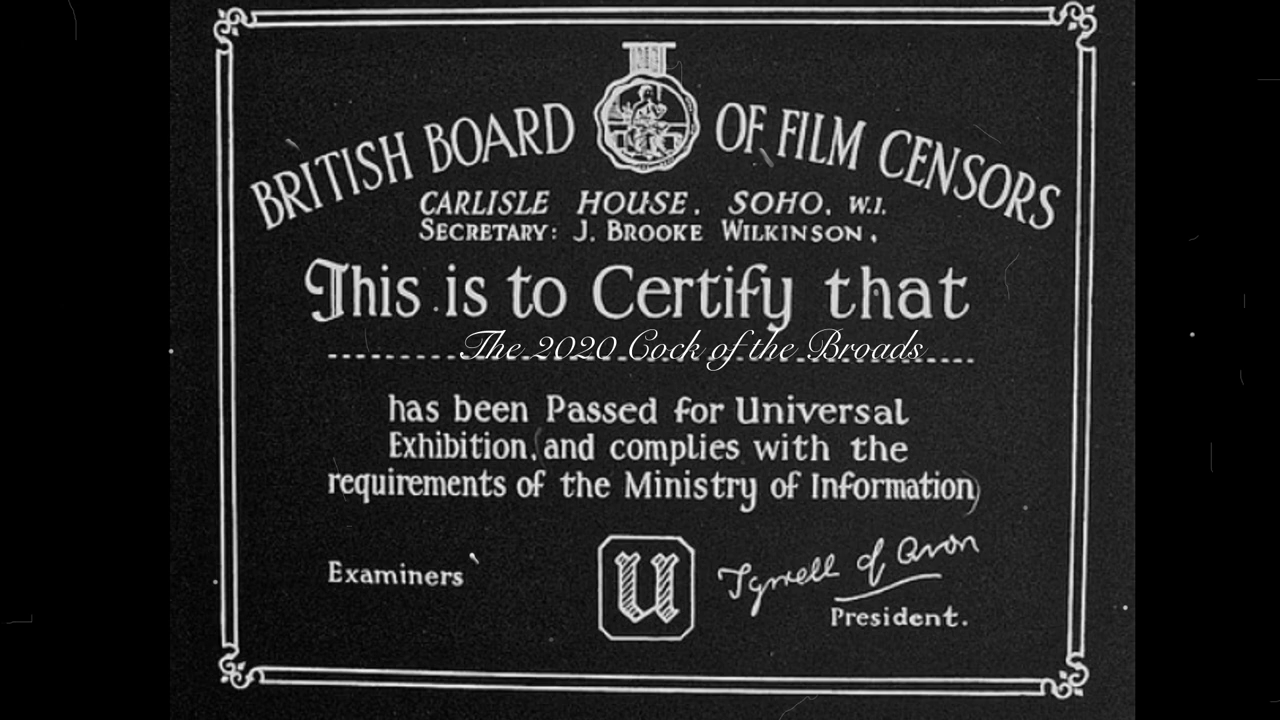 BRITISH BOARD OF FILM CENSORS
CARLISLE HOUSE. SOHO. W.I.
SECRETARY: J. BROOKE WILKINSON.
This is to Certify that
The 2020 Cock of the Broads
has been Passed for Universal
Exhibition, and complies with the
requirements of the Ministry of Information
Examiners
U
Tyrrell of Avon
President.